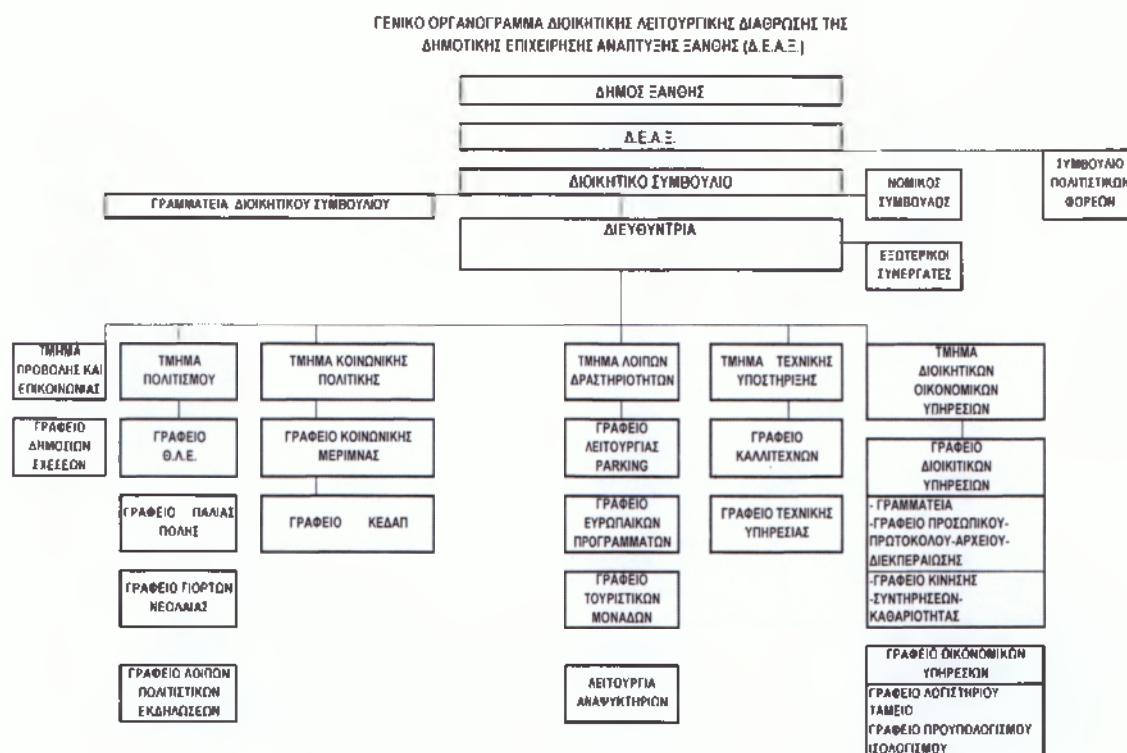 ΓΕΝΙΚΟ ΟΡΓΑΝΟΓΡΑΜΜΑ ΔΙΟΙΚΗΤΙΚΗΣ ΛΕΙΤΟΥΡΓΙΚΗΣ ΔΙΑΘΡΩΣΗΣ ΤΗΣ
ΔΗΜΟΤΙΚΗΣ ΕΠΙΧΕΙΡΗΣΗΣ ΑΝΑΠΤΥΞΗΣ ΞΑΝΘΗΣ (Δ.Ε.Α.Ξ.)
ΔΗΜΟΣ ΞΑΝΘΗΣ
Δ.Ε.Α.Ξ.
ΔΙΟΙΚΗΤΙΚΟ ΣΥΜΒΟΥΛΙΟ
ΓΡΑΜΜΑΤΕΙΑ ΔΙΟΙΚΗΤΙΚΟΥ ΣΥΜΒΟΥΛΙΟΥ
ΝΟΜΙΚΟΣ
ΣΥΜΒΟΥΛΟΣ
ΣΥΜΒΟΥΛΙΟ
ΠΟΛΙΤΙΣΤΙΚΩΝ
ΦΟΡΕΩΝ
ΔΙΕΥΘΥΝΤΡΙΑ
ΕΞΩΤΕΡΙΚΟΙ
ΣΥΝΕΡΓΑΤΕΣ
ΤΜΗΜΑ
ΠΡΟΒΟΛΗΣ ΚΑΙ
ΕΠΙΚΟΙΝΩΝΙΑΣ
ΓΡΑΦΕΙΟ
ΔΗΜΟΣΙΩΝ
ΣΧΕΣΕΩΝ
ΤΜΗΜΑ
ΠΟΛΙΤΙΣΜΟΥ
ΓΡΑΦΕΙΟ
Θ.Λ.Ε.
ΓΡΑΦΕΙΟ ΠΑΛΙΑΣ
ΠΟΛΗΣ
ΓΡΑΦΕΙΟ ΓΙΟΡΤΩΝ
ΝΕΟΛΑΙΑΣ
ΓΡΑΦΕΙΟ ΛΟΙΠΩΝ
ΠΟΛΙΤΙΣΤΙΚΩΝ
ΕΚΔΗΛΩΣΕΩΝ
ΤΜΗΜΑ ΚΟΙΝΩΝΙΚΗΣ
ΠΟΛΙΤΙΚΗΣ
ΓΡΑΦΕΙΟ ΚΟΙΝΩΝΙΚΗΣ
ΜΕΡΙΜΝΑΣ
ΓΡΑΦΕΙΟ ΚΕΔΑΠ
ΤΜΗΜΑ ΛΟΙΠΩΝ
ΔΡΑΣΤΗΡΙΟΤΗΤΩΝ
ΓΡΑΦΕΙΟ
ΛΕΙΤΟΥΡΓΙΑΣ
PARKING
ΓΡΑΦΕΙΟ
ΕΥΡΩΠΑΙΚΩΝ
ΠΡΟΓΡΑΜΜΑΤΩΝ
ΓΡΑΦΕΙΟ
ΤΟΥΡΙΣΤΙΚΩΝ
ΜΟΝΑΔΩΝ
ΛΕΙΤΟΥΡΓΙΑ
ΑΝΑΨΥΚΤΗΡΙΩΝ
ΤΜΗΜΑ ΤΕΧΝΙΚΗΣ
ΥΠΟΣΤΗΡΙΞΗΣ
ΓΡΑΦΕΙΟ
ΚΑΛΛΙΤΕΧΝΩΝ
ΓΡΑΦΕΙΟ ΤΕΧΝΙΚΗΣ
ΥΠΗΡΕΣΙΑΣ
ΤΜΗΜΑ
ΔΙΟΙΚΗΤΙΚΩΝ
ΟΙΚΟΝΟΜΙΚΩΝ
ΥΠΗΡΕΣΙΩΝ
ΓΡΑΦΕΙΟ
ΔΙΟΙΚΙΤΙΚΩΝ
ΥΠΗΡΕΣΙΩΝ
- ΓΡΑΜΜΑΤΕΙΑ
-ΓΡΑΦΕΙΟ ΠΡΟΣΩΠΙΚΟΥ-
ΠΡΩΤΟΚΟΛΟΥ-ΑΡΧΕΙΟΥ-
ΔΙΕΚΠΕΡΑΙΩΣΗΣ
-ΓΡΑΦΕΙΟ ΚΙΝΗΣΗΣ
-ΣΥΝΤΗΡΗΣΕΩΝ-
ΚΑΘΑΡΙΟΤΗΤΑΣ
ΓΡΑΦΕΙΟ ΟΙΚΟΝΟΜΙΚΩΝ
ΥΠΗΡΕΣΙΩΝ
ΓΡΑΦΕΙΟ ΛΟΓΙΣΤΗΡΙΟΥ
ΤΑΜΕΙΟ
ΓΡΑΦΕΙΟ ΠΡΟΥΠΟΛΟΓΙΣΜΟΥ
ΙΣΟΛΟΓΙΣΜΟΥ